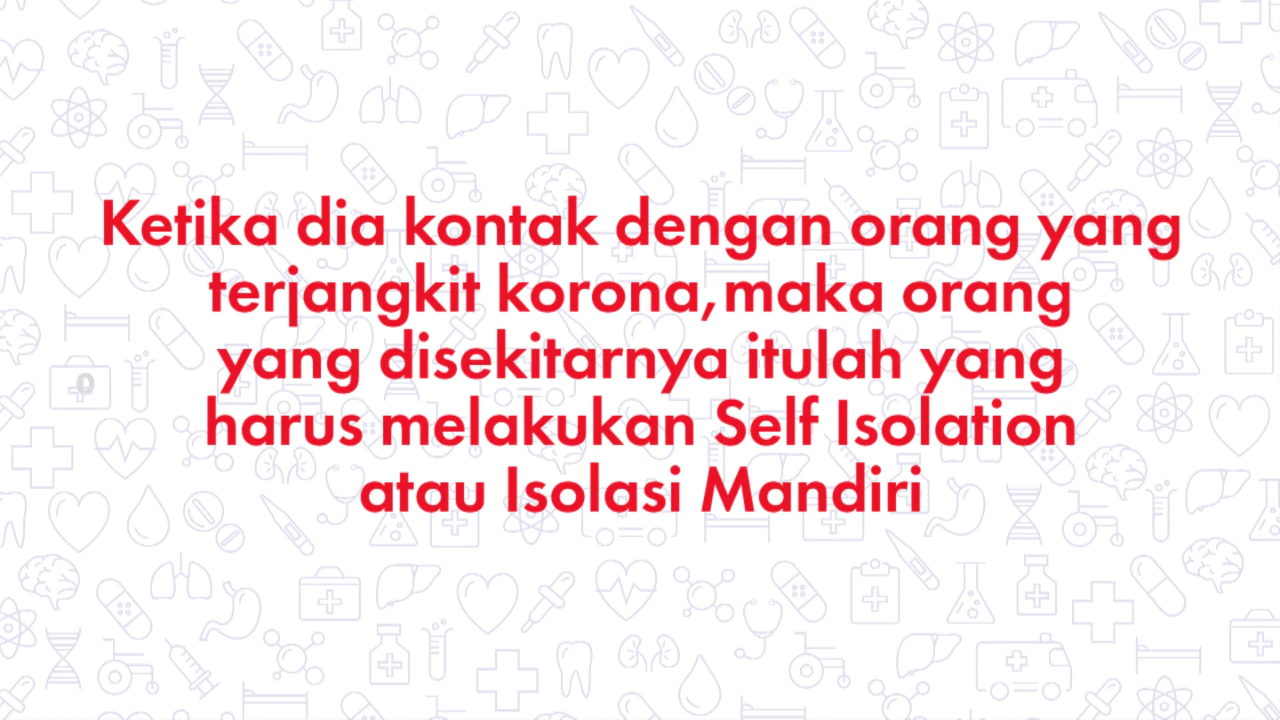 Ketika dia kontak dengan orang yang
terjangkit korona, maka orang
yang disekitarnya itulah yang
harus melakukan Self Isolation
atau Isolasi Mandiri